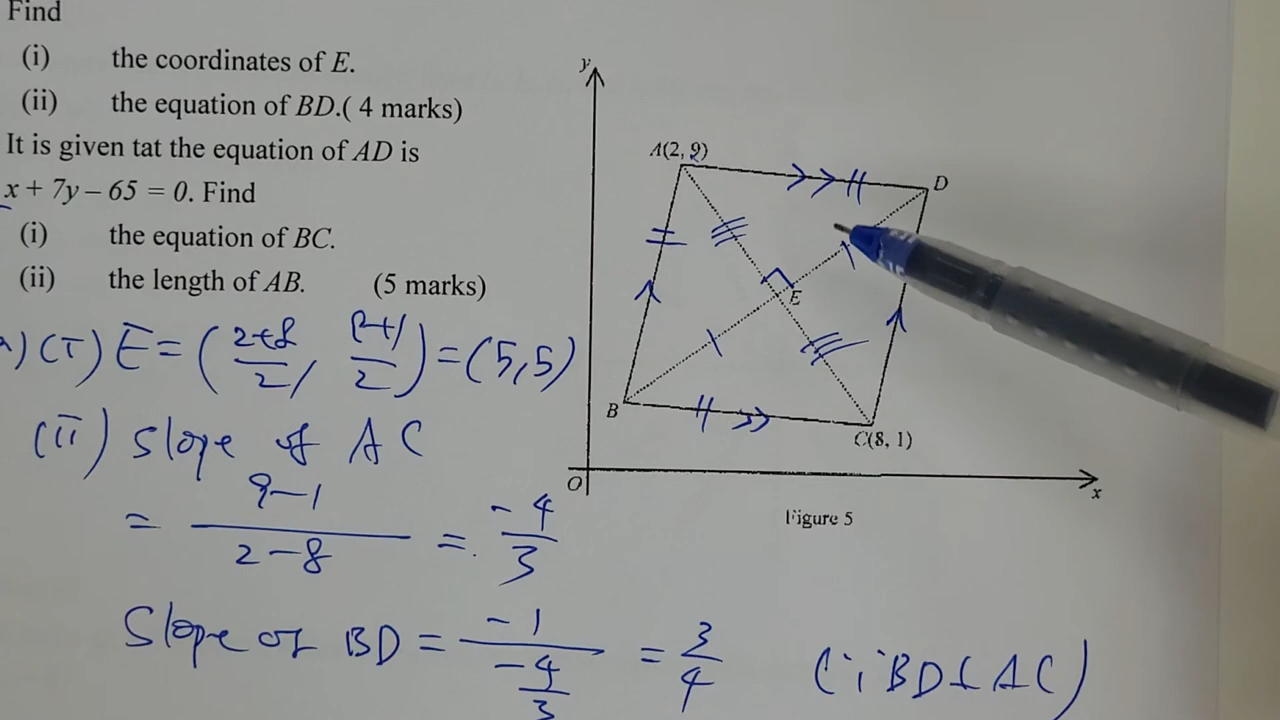 Find
(i) the coordinates of E.
(ii) the equation of BD.( 4 marks)
It is given tat the equation of AD is
x + 7y – 65 = 0. Find
(i) the equation of BC.
(ii) the length of AB. (5 marks)
y
A(2, 9)
D
E
B
C(8, 1)
O
x
Figure 5
a) (i) E = (2+8/2, 9+1/2) = (5,5)
(ii) Slope of AC
= 9-1/2-8 = -4/3
Slope of BD = -1/-4/3 = 3/4 (∵BD⊥AC)